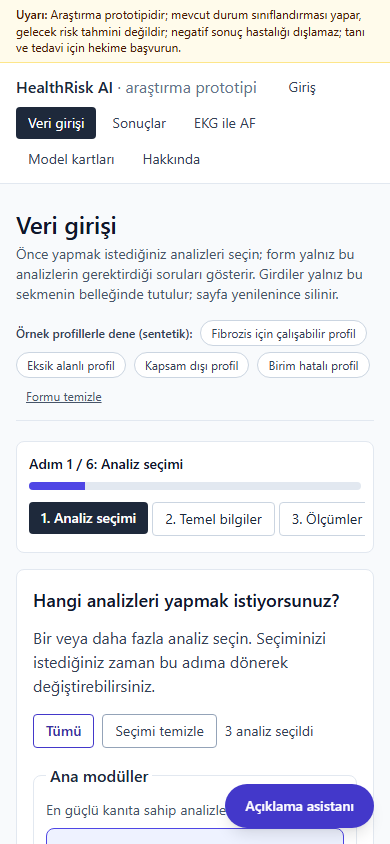 Uyarı: Araştırma prototipidir; mevcut durum sınıflandırması yapar,
gelecek risk tahmini değildir; negatif sonuç hastalığı dışlamaz; tanı
ve tedavi için hekime başvurun.
HealthRisk AI · araştırma prototipi Giriş
Veri girişi Sonuçlar EKG ile AF
Model kartları Hakkında
Veri girişi
Önce yapmak istediğiniz analizleri seçin; form yalnız bu
analizlerin gerektirdiği soruları gösterir. Girdiler yalnız bu
sekmenin belleğinde tutulur; sayfa yenilenince silinir.
Örnek profillerle dene (sentetik): Fibrozis için çalışabilir profil
Eksik alanlı profil Kapsam dışı profil Birim hatalı profil
Formu temizle
Adım 1 / 6: Analiz seçimi
1. Analiz seçimi 2. Temel bilgiler 3. Ölçümler
Hangi analizleri yapmak istiyorsunuz?
Bir veya daha fazla analiz seçin. Seçiminizi
istediğiniz zaman bu adıma dönerek
değiştirebilirsiniz.
Tümü Seçimi temizle 3 analiz seçildi
Ana modüller
En güçlü kanıta sahip analizle
Açıklama asistanı